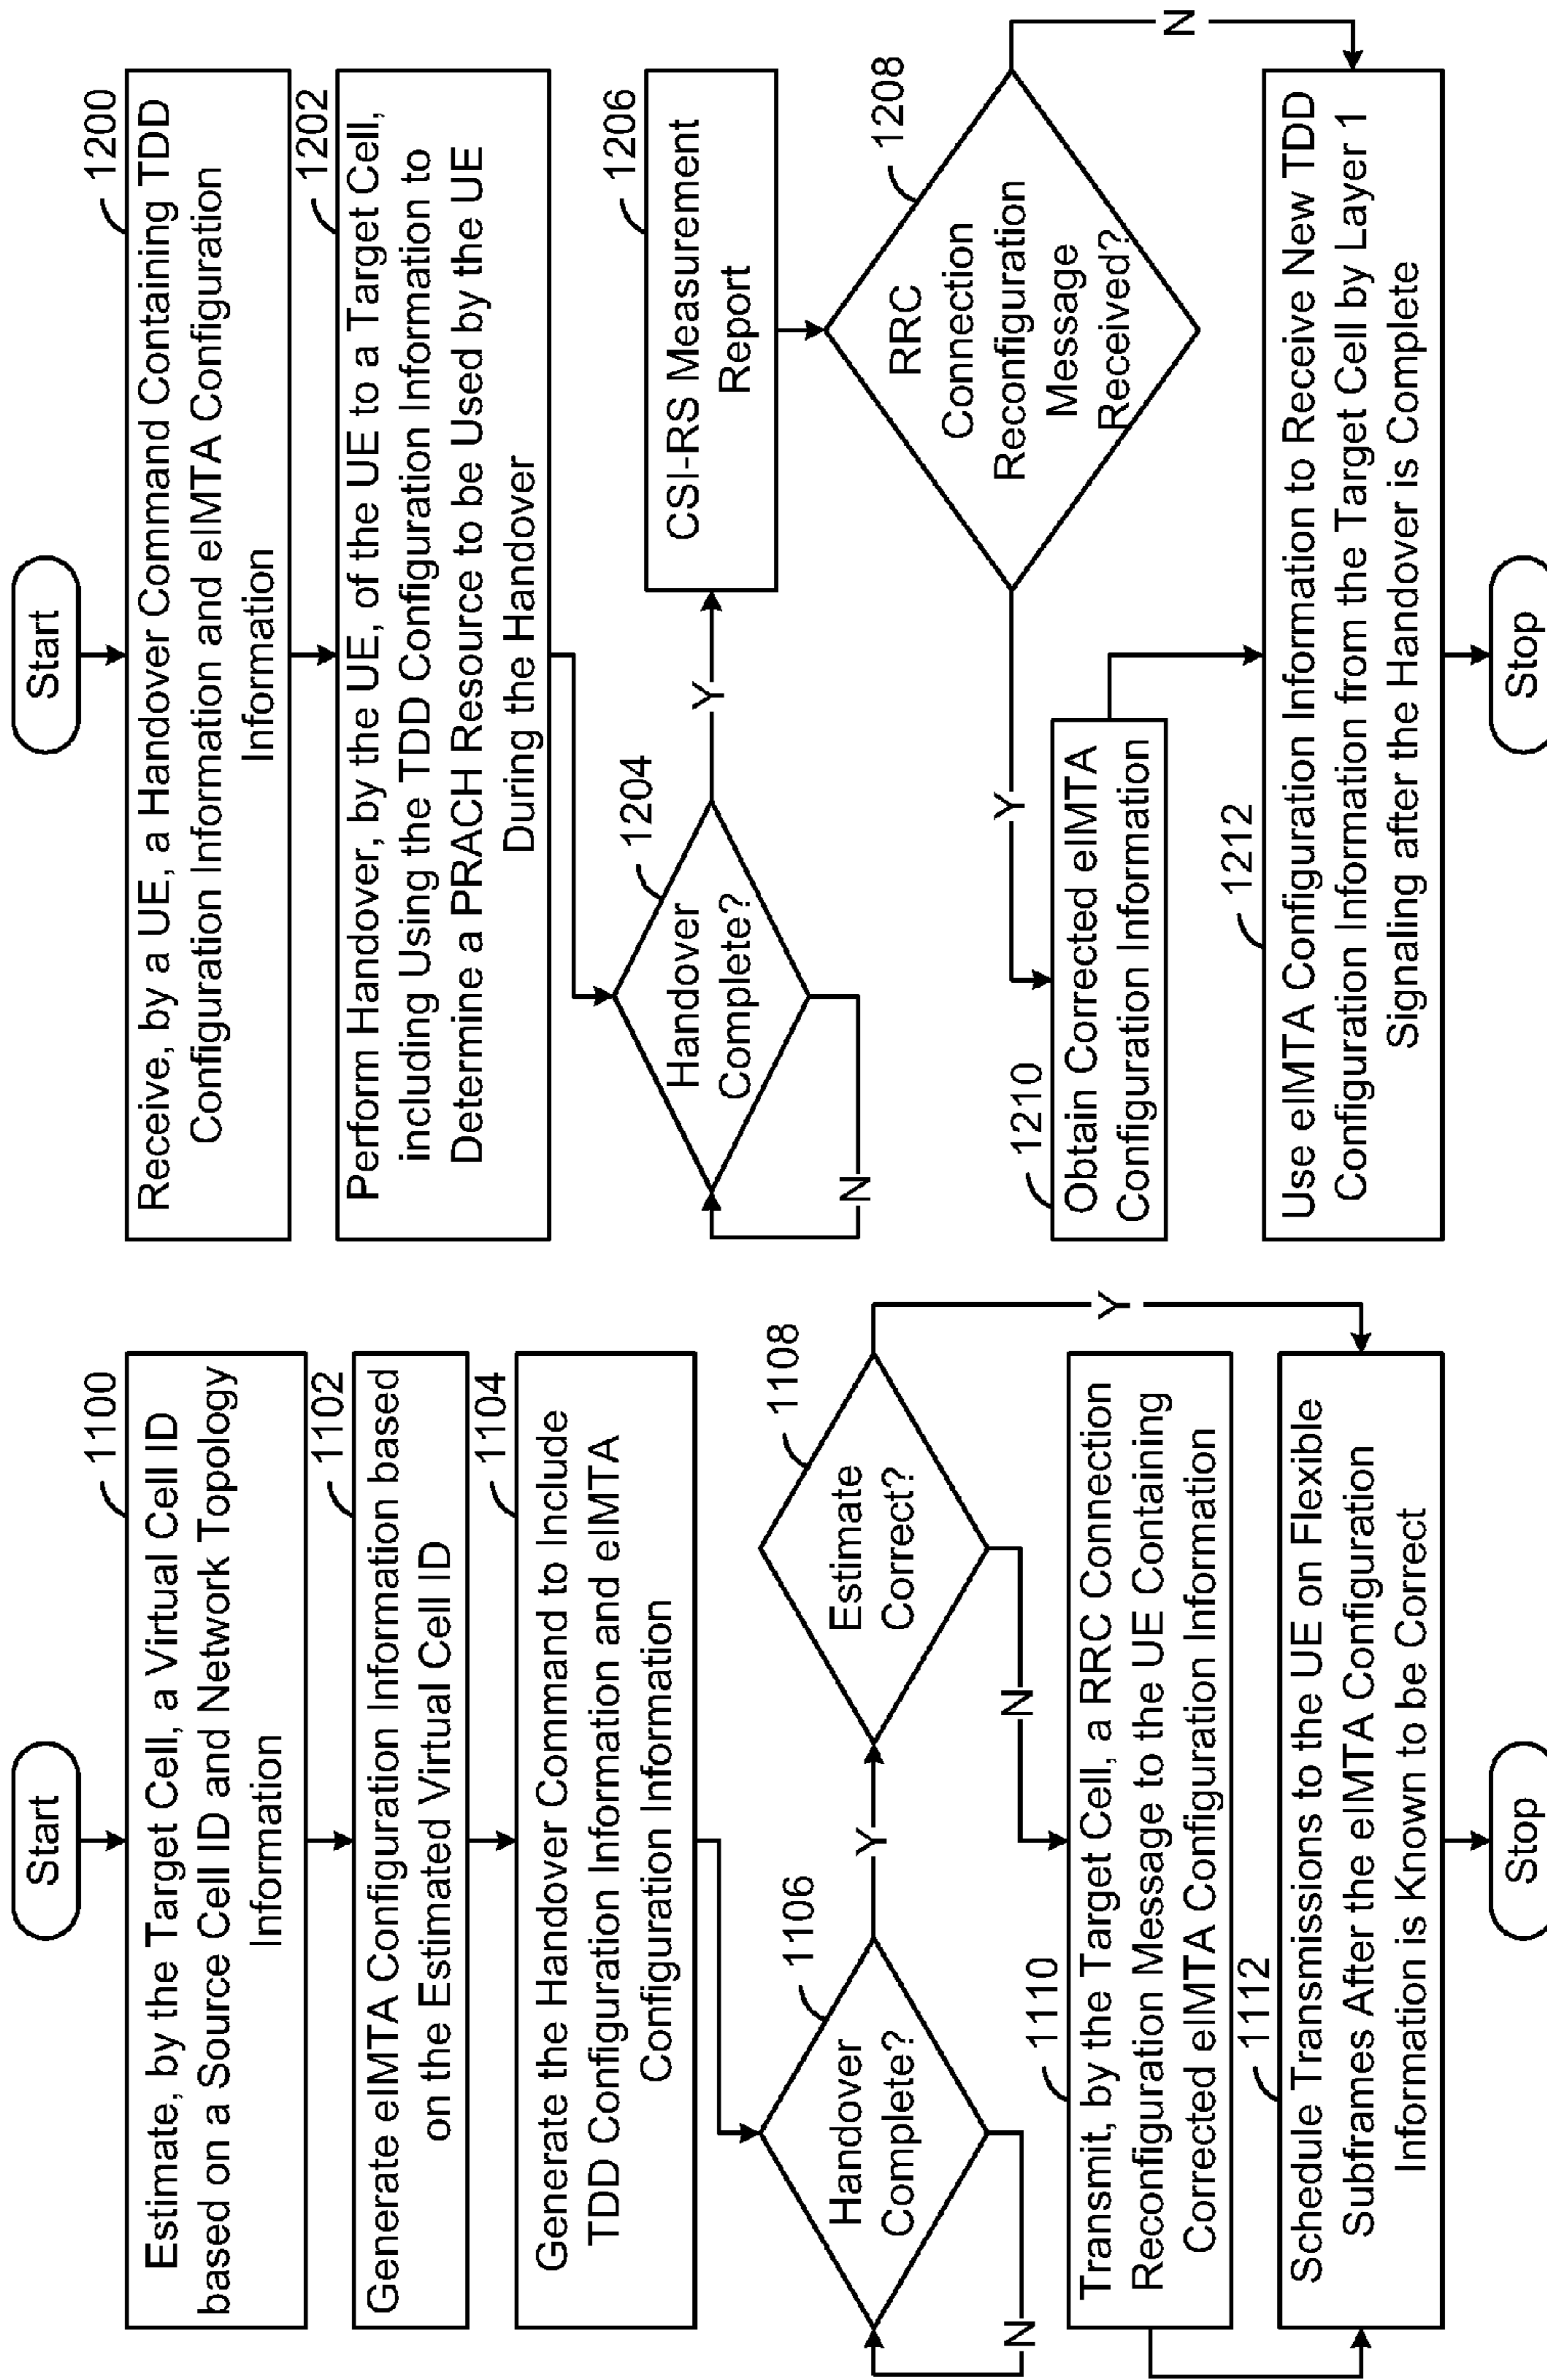 Start
1100
Estimate, by the Target Cell, a Virtual Cell ID
based on a Source Cell ID and Network Topology
Information
1102
Generate eIMTA Configuration Information based
on the Estimated Virtual Cell ID
1104
Generate the Handover Command to Include
TDD Configuration Information and eIMTA
Configuration Information
1106
Handover
Complete?
N
Y
1108
Estimate
Correct?
Y
N
1110
Transmit, by the Target Cell, a RRC Connection
Reconfiguration Message to the UE Containing
Corrected eIMTA Configuration Information
1112
Schedule Transmissions to the UE on Flexible
Subframes After the eIMTA Configuration
Information is Known to be Correct
Stop
Start
1200
Receive, by a UE, a Handover Command Containing TDD
Configuration Information and eIMTA Configuration
Information
1202
Perform Handover, by the UE, of the UE to a Target Cell,
including Using the TDD Configuration Information to
Determine a PRACH Resource to be Used by the UE
During the Handover
1204
Handover
Complete?
N
Y
1206
CSI-RS Measurement
Report
1208
RRC
Connection
Reconfiguration
Message
Received?
N
Y
1210
Obtain Corrected eIMTA
Configuration Information
1212
Use eIMTA Configuration Information to Receive New TDD
Configuration Information from the Target Cell by Layer 1
Signaling after the Handover is Complete
Stop